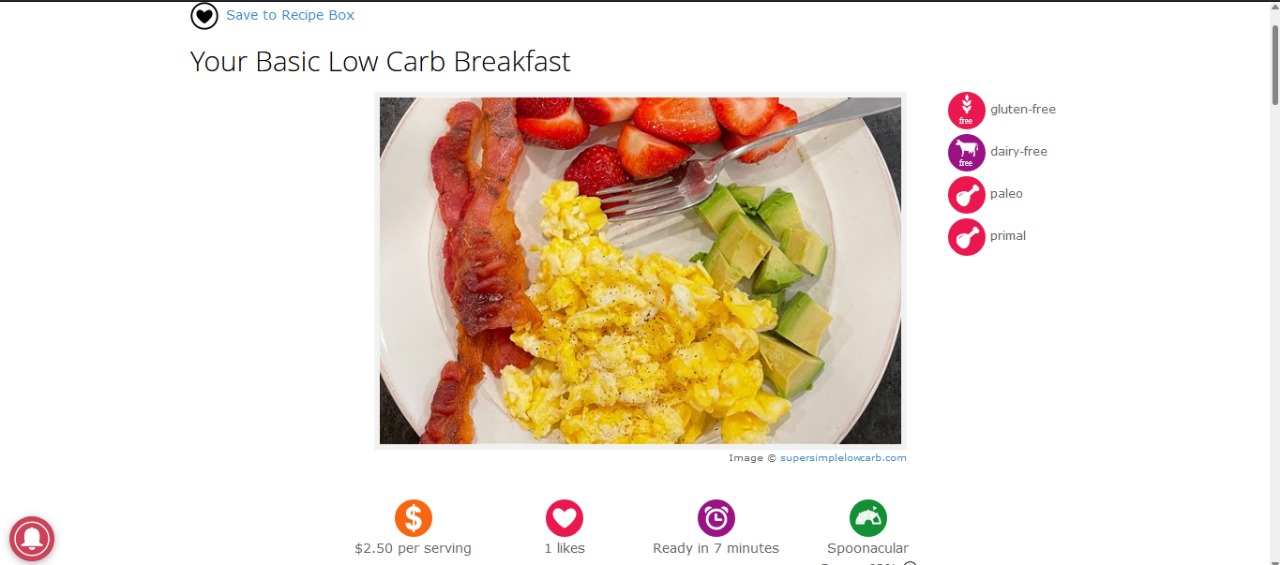 Save to Recipe Box
Your Basic Low Carb Breakfast
free
gluten-free
free
dairy-free
paleo
primal
Image © supersimplelowcarb.com
$
$2.50 per serving
1 likes
Ready in 7 minutes
Spoonacular